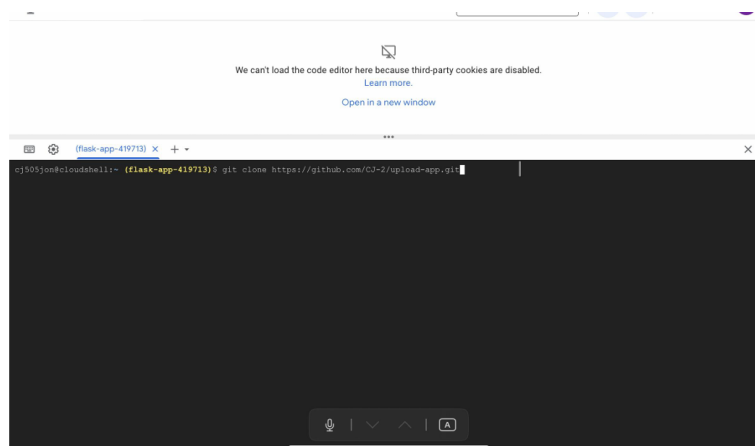 We can't load the code editor here because third-party cookies are disabled.
Learn more.
Open in a new window
(flask-app-419713)
cj505jon@cloudshell:~ (flask-app-419713)$ git clone https://github.com/CJ-2/upload-app.git
A